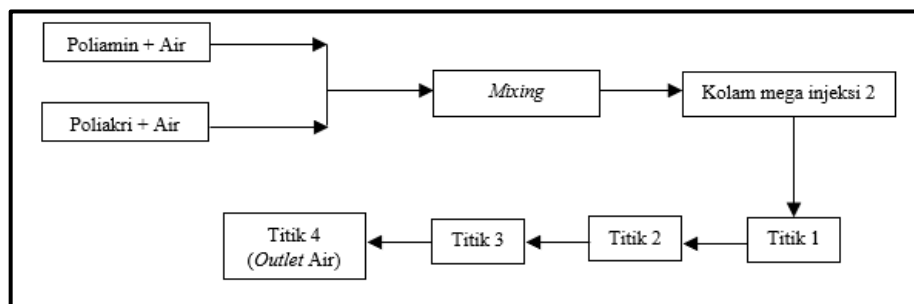 Poliamin + Air
Poliakri + Air
Mixing
Kolam mega injeksi 2
Titik 1
Titik 2
Titik 3
Titik 4
(Outlet Air)